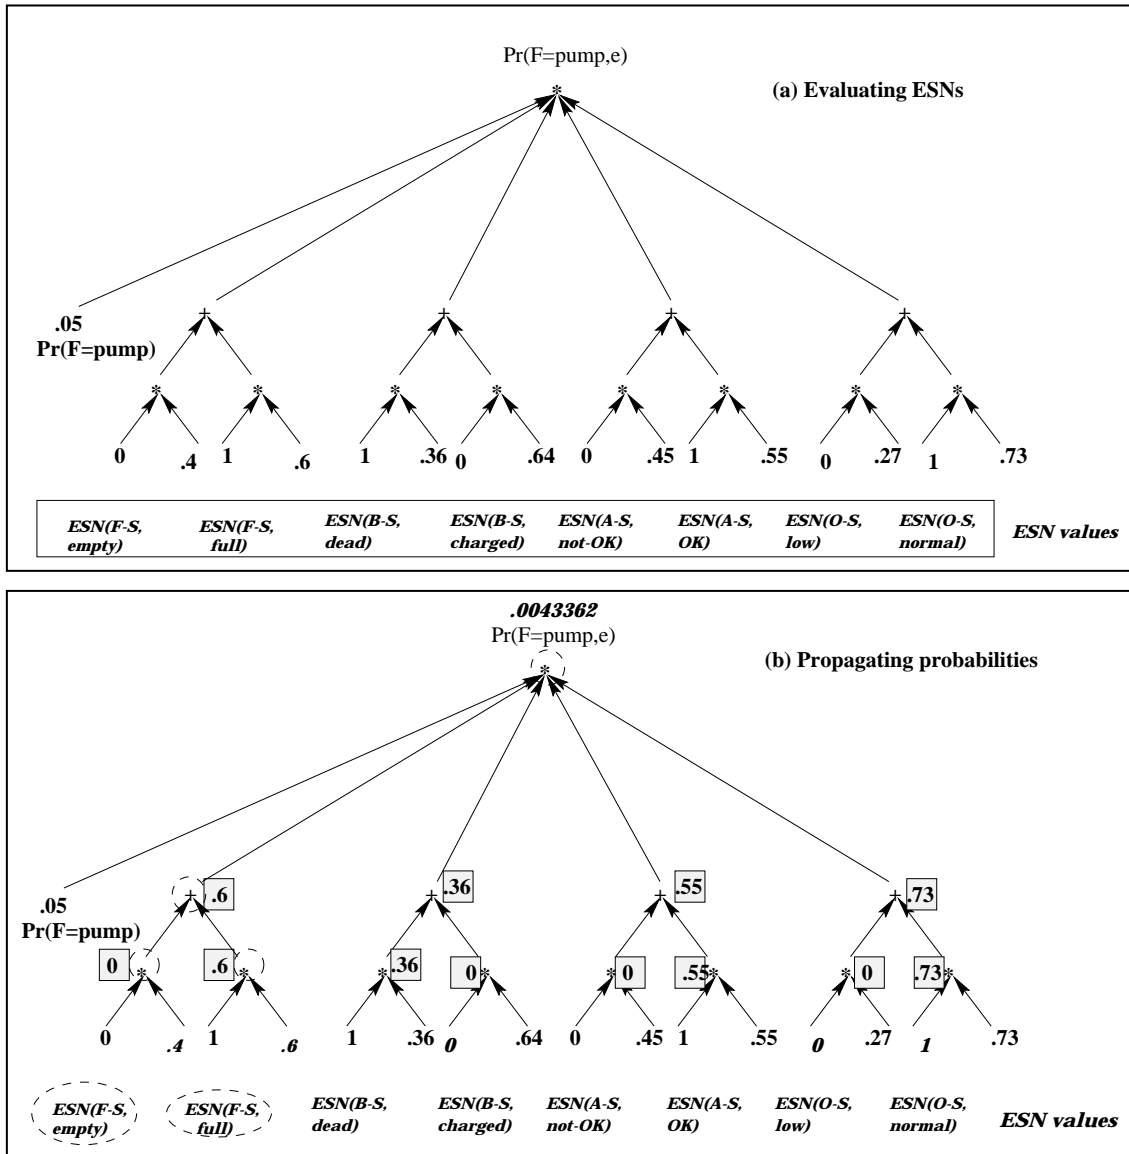 Pr(F=pump,e)
(a) Evaluating ESNs
*
+ + + +
.05
Pr(F=pump)
* * * * * * * *
0 .4 1 .6 1 .36 0 .64 0 .45 1 .55 0 .27 1 .73
ESN(F-S, ESN(F-S, ESN(B-S, ESN(B-S, ESN(A-S, ESN(A-S, ESN(O-S, ESN(O-S,
empty) full) dead) charged) not-OK) OK) low) normal)
ESN values
.0043362
Pr(F=pump,e)
(b) Propagating probabilities
*
+ .6 + .36 + .55 + .73
.05
Pr(F=pump)
0 * .6 * * .36 0 * * 0 .55 * * 0 .73 *
0 .4 1 .6 1 .36 0 .64 0 .45 1 .55 0 .27 1 .73
ESN(F-S, ESN(F-S, ESN(B-S, ESN(B-S, ESN(A-S, ESN(A-S, ESN(O-S, ESN(O-S,
empty) full) dead) charged) not-OK) OK) low) normal)
ESN values